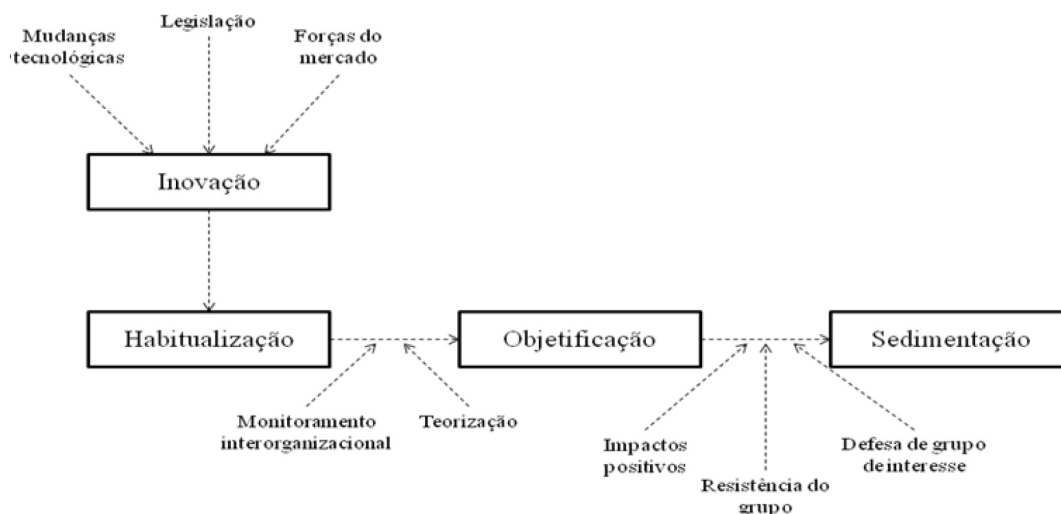 Legislação
Mudanças
tecnológicas
Forças do
mercado
Inovação
Habitualização
Objetificação
Sedimentação
Monitoramento
interorganizacional
Teorização
Impactos
positivos
Resistência do
grupo
Defesa de grupo
de interesse